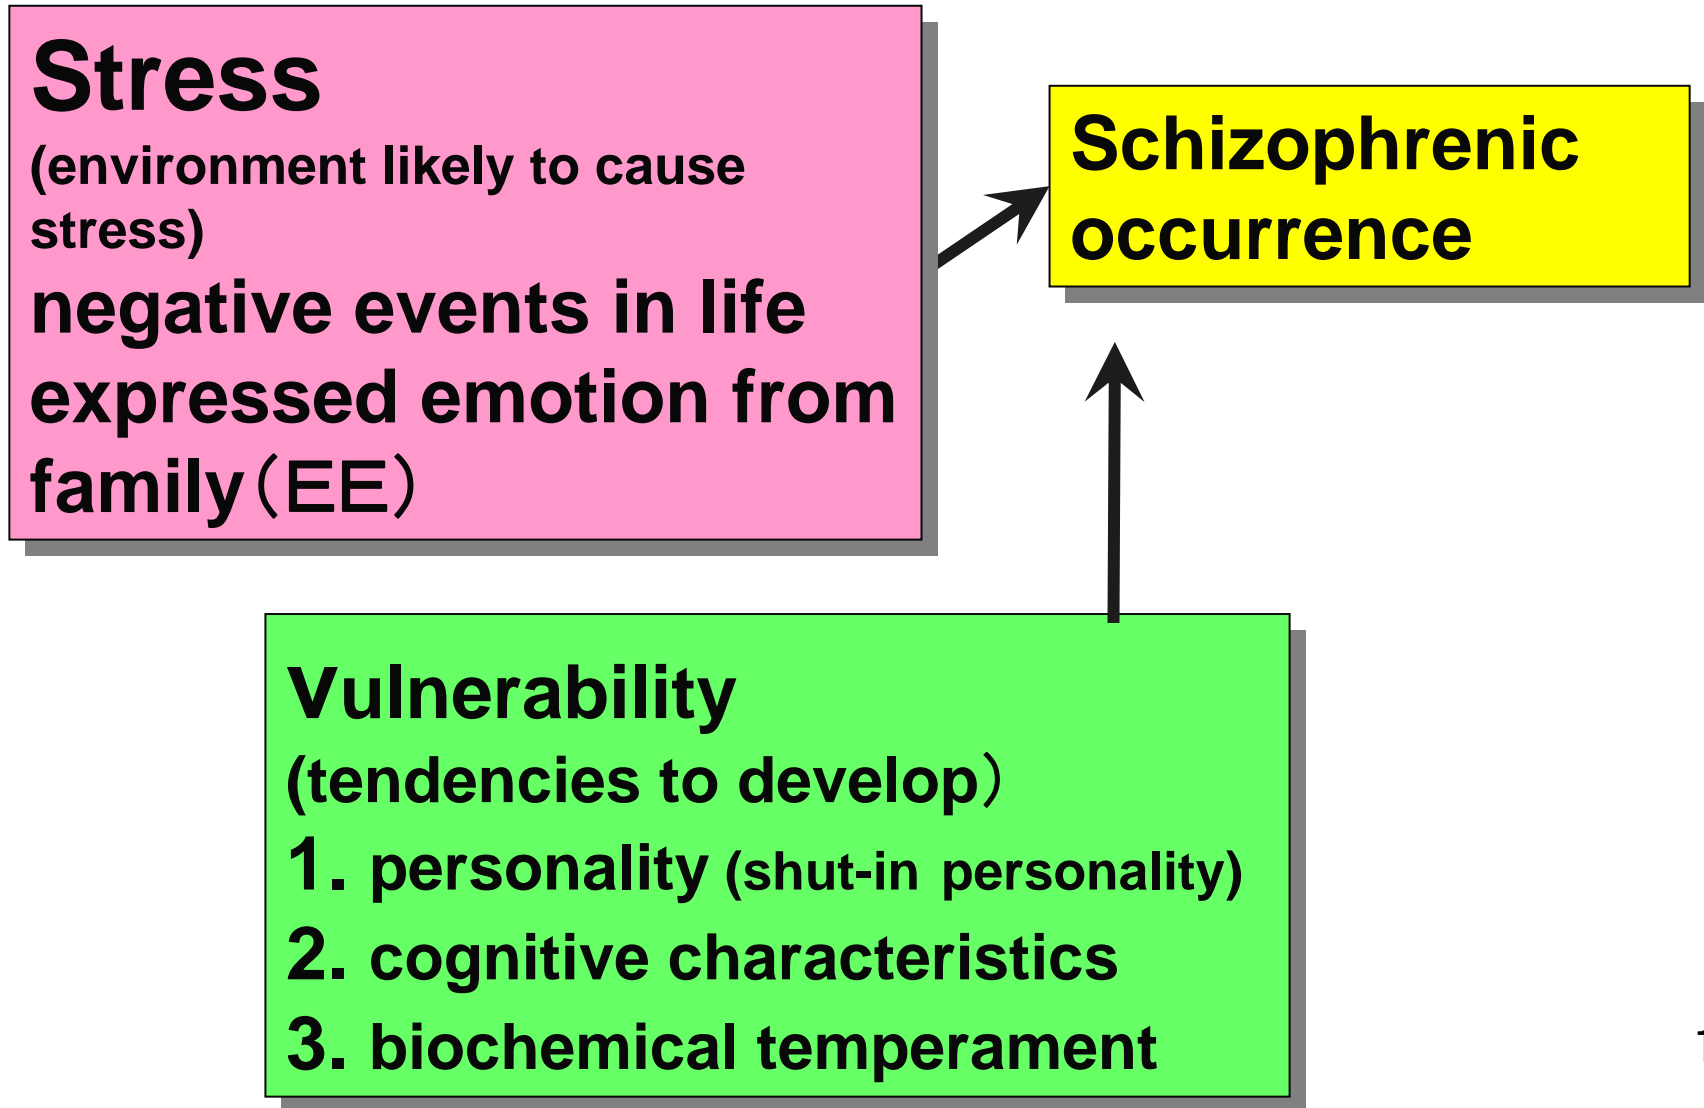 Stress
(environment likely to cause
stress)
negative events in life
expressed emotion from
family（EE）
Schizophrenic
occurrence
Vulnerability
(tendencies to develop）
1. personality (shut-in personality)
2. cognitive characteristics
3. biochemical temperament